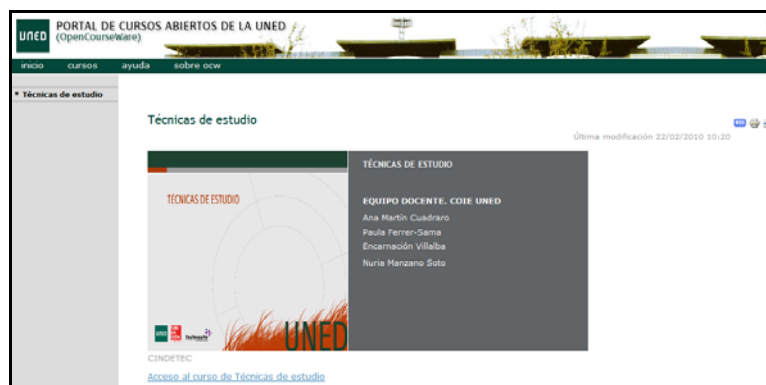 UNED
PORTAL DE CURSOS ABIERTOS DE LA UNED
(OpenCourseWare)
inicio cursos ayuda sobre ocw
Técnicas de estudio
Técnicas de estudio
Última modificación 22/02/2010 10:20
TÉCNICAS DE ESTUDIO
TÉCNICAS DE ESTUDIO
EQUIPO DOCENTE. COIE UNED
Ana Martín Cuadraro
Paula Ferrer-Sama
Encarnación Villalba
Nuria Manzano Soto
UNED
CINDETEC
Acceso al curso de Técnicas de estudio